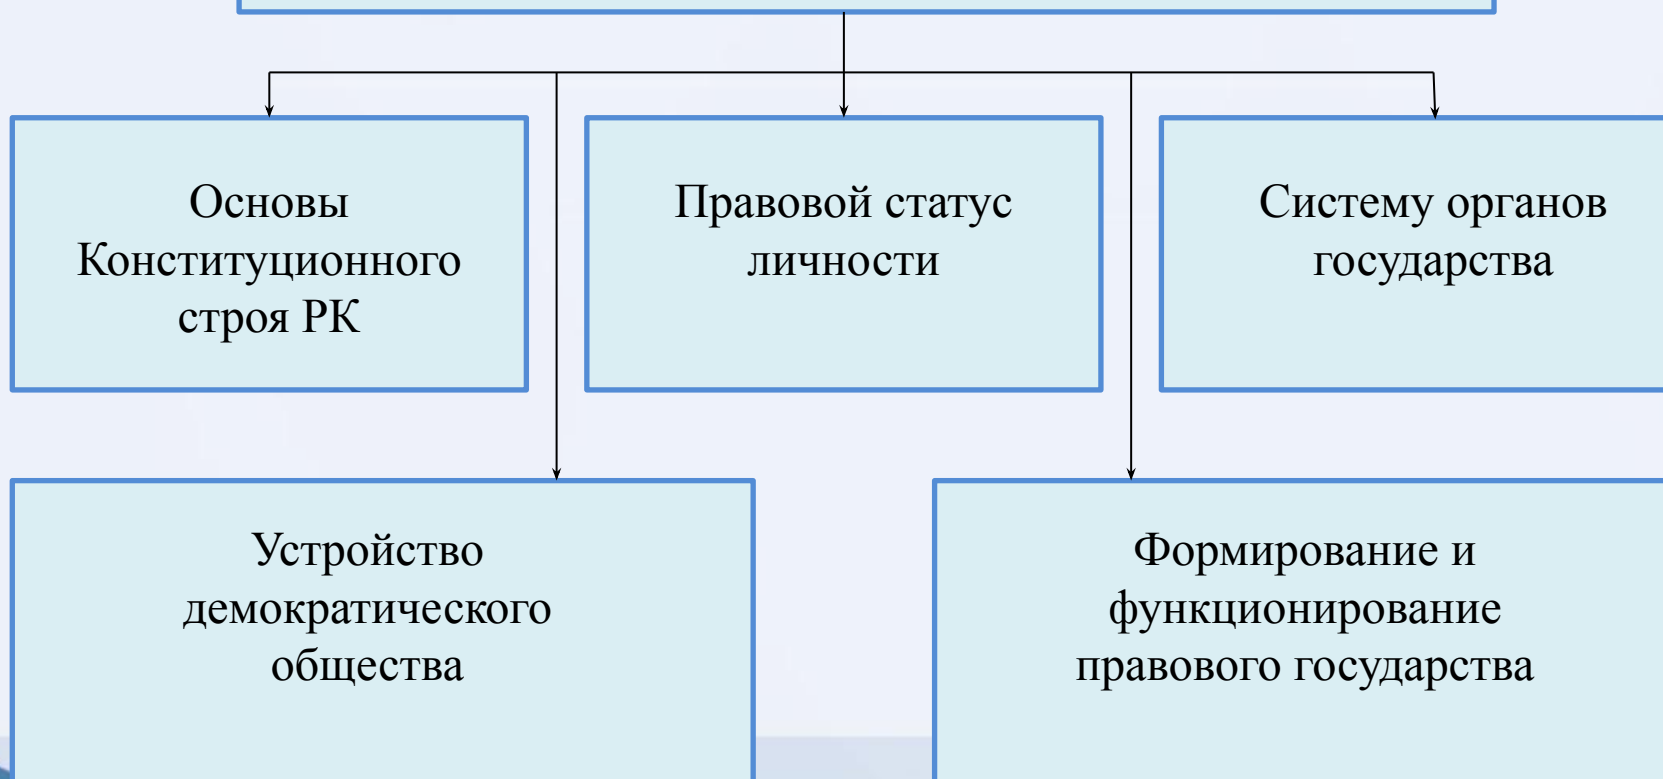 Основы
Конституционного
строя РК
Правовой статус
личности
Систему органов
государства
Устройство
демократического
общества
Формирование и
функционирование
правового государства